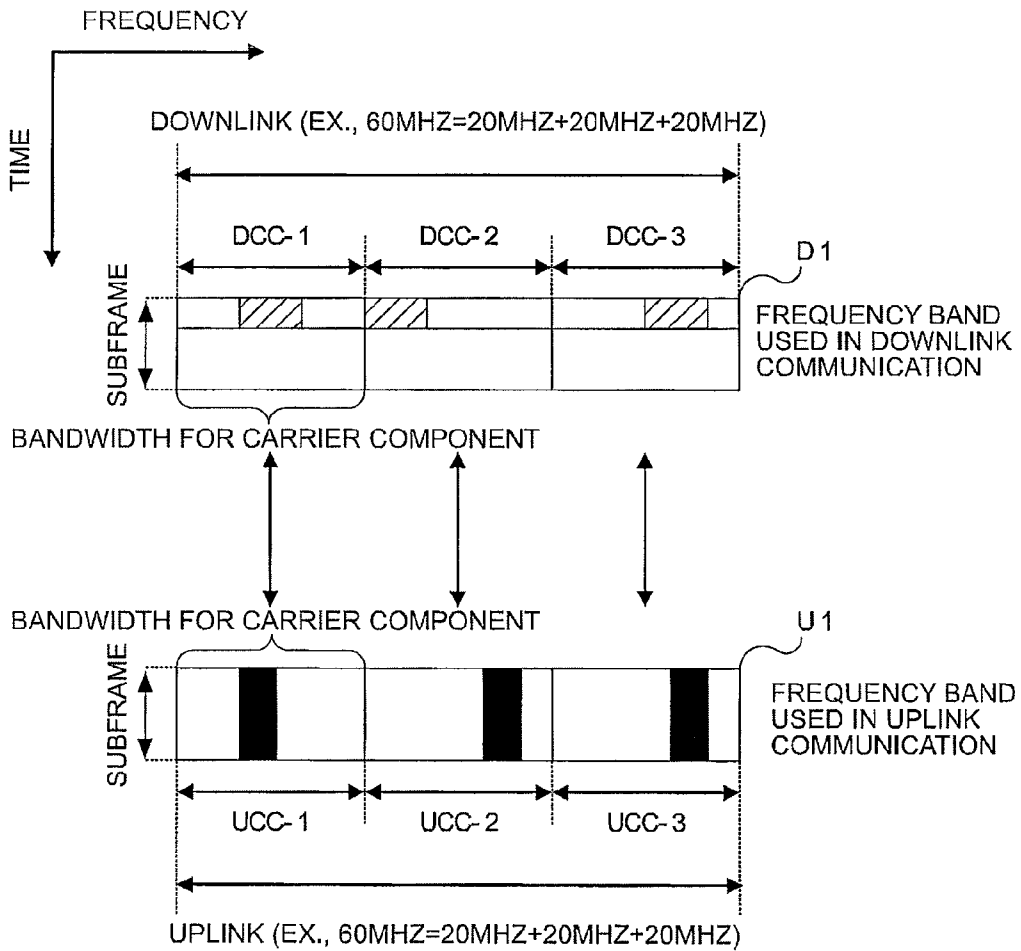 FREQUENCY
TIME
DOWNLINK (EX., 60MHZ=20MHZ+20MHZ+20MHZ)
DCC-1
DCC-2
DCC-3
D1
SUBFRAME
FREQUENCY BAND
USED IN DOWNLINK
COMMUNICATION
BANDWIDTH FOR CARRIER COMPONENT
BANDWIDTH FOR CARRIER COMPONENT
U1
SUBFRAME
FREQUENCY BAND
USED IN UPLINK
COMMUNICATION
UCC-1
UCC-2
UCC-3
UPLINK (EX., 60MHZ=20MHZ+20MHZ+20MHZ)